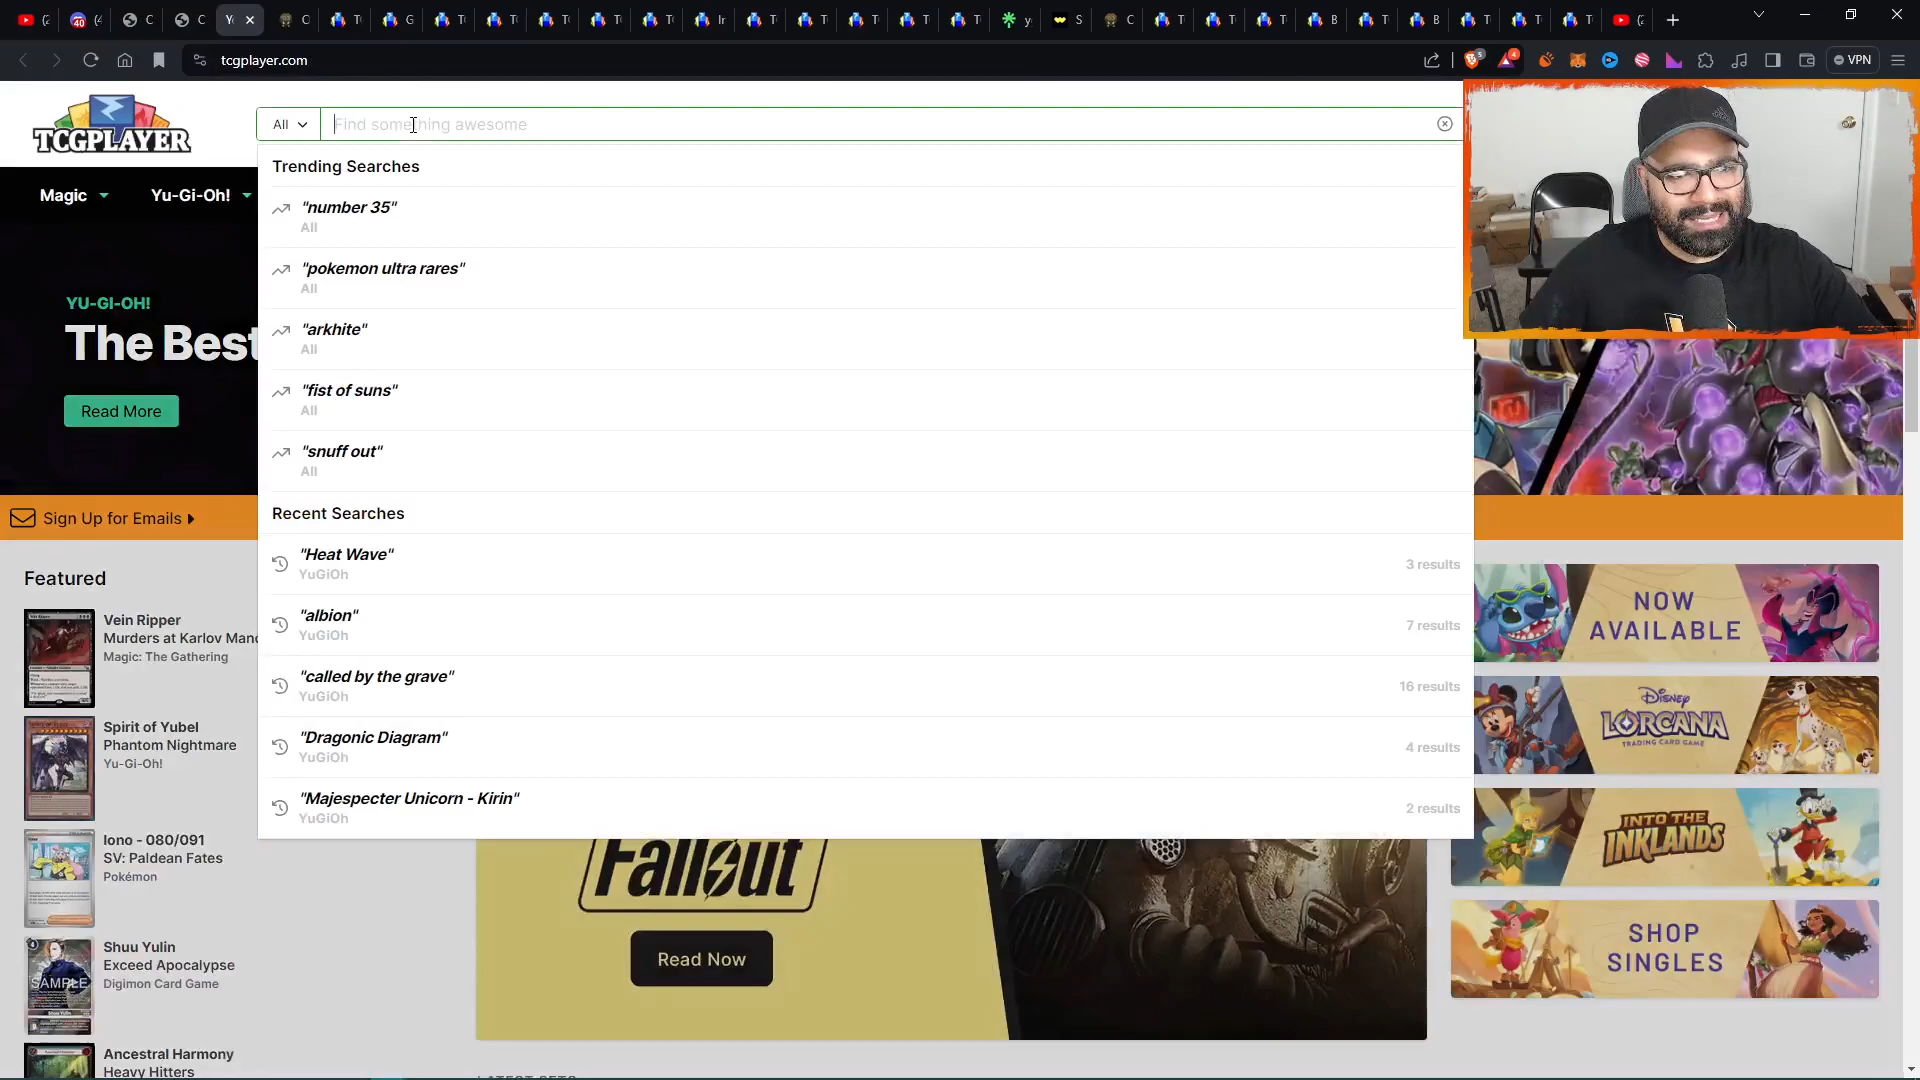 tcgplayer.com
VPN
TCGPLAYER
All
Find something awesome
Magic
Yu-Gi-Oh!
Trending Searches
"number 35"
All
"pokemon ultra rares"
All
"arkhite"
All
"fist of suns"
All
"snuff out"
All
Recent Searches
"Heat Wave"
YuGiOh
3 results
"albion"
YuGiOh
7 results
"called by the grave"
YuGiOh
16 results
"Dragonic Diagram"
YuGiOh
4 results
"Majespecter Unicorn - Kirin"
YuGiOh
2 results
YU-GI-OH!
The Best
Read More
Sign Up for Emails
Featured
Vein Ripper
Murders at Karlov Mano
Magic: The Gathering
Spirit of Yubel
Phantom Nightmare
Yu-Gi-Oh!
Iono - 080/091
SV: Paldean Fates
Pokémon
Shuu Yulin
Exceed Apocalypse
Digimon Card Game
SAMPLE
Ancestral Harmony
Heavy Hitters
Fallout
Read Now
NOW
AVAILABLE
Disney
LORCANA
TRADING CARD GAME
INTO THE
INKLANDS
SHOP
SINGLES
LATEST SETS